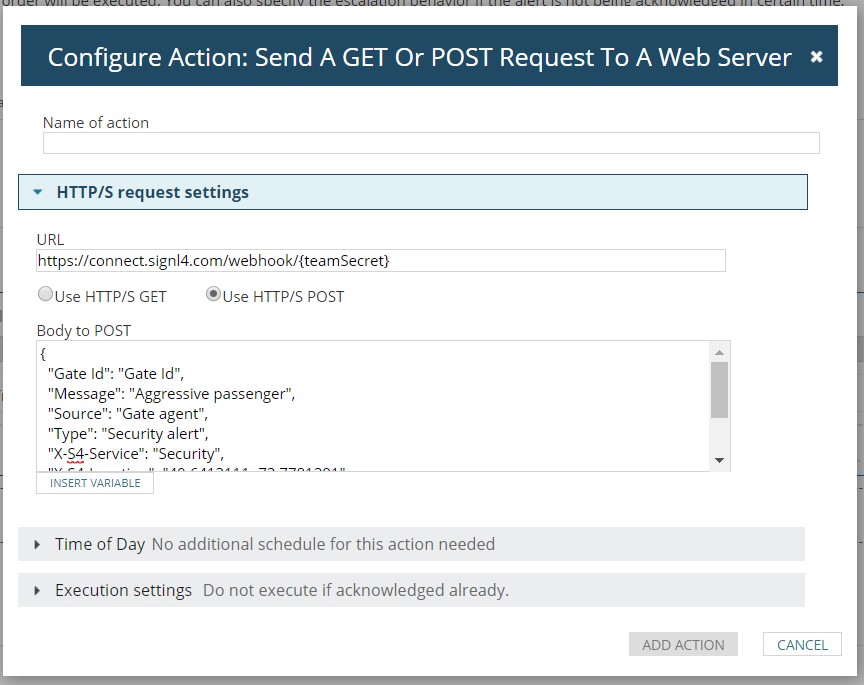 order will be executed. You can also specify the escalation behavior if the alert is not being acknowledged in certain time.
Configure Action: Send A GET Or POST Request To A Web Server
Name of action
HTTP/S request settings
URL
https://connect.signl4.com/webhook/{teamSecret}
Use HTTP/S GET
Use HTTP/S POST
Body to POST
{
"Gate Id": "Gate Id",
"Message": "Aggressive passenger",
"Source": "Gate agent",
"Type": "Security alert",
"X-S4-Service": "Security",
INSERT VARIABLE
Time of Day No additional schedule for this action needed
Execution settings Do not execute if acknowledged already.
ADD ACTION
CANCEL